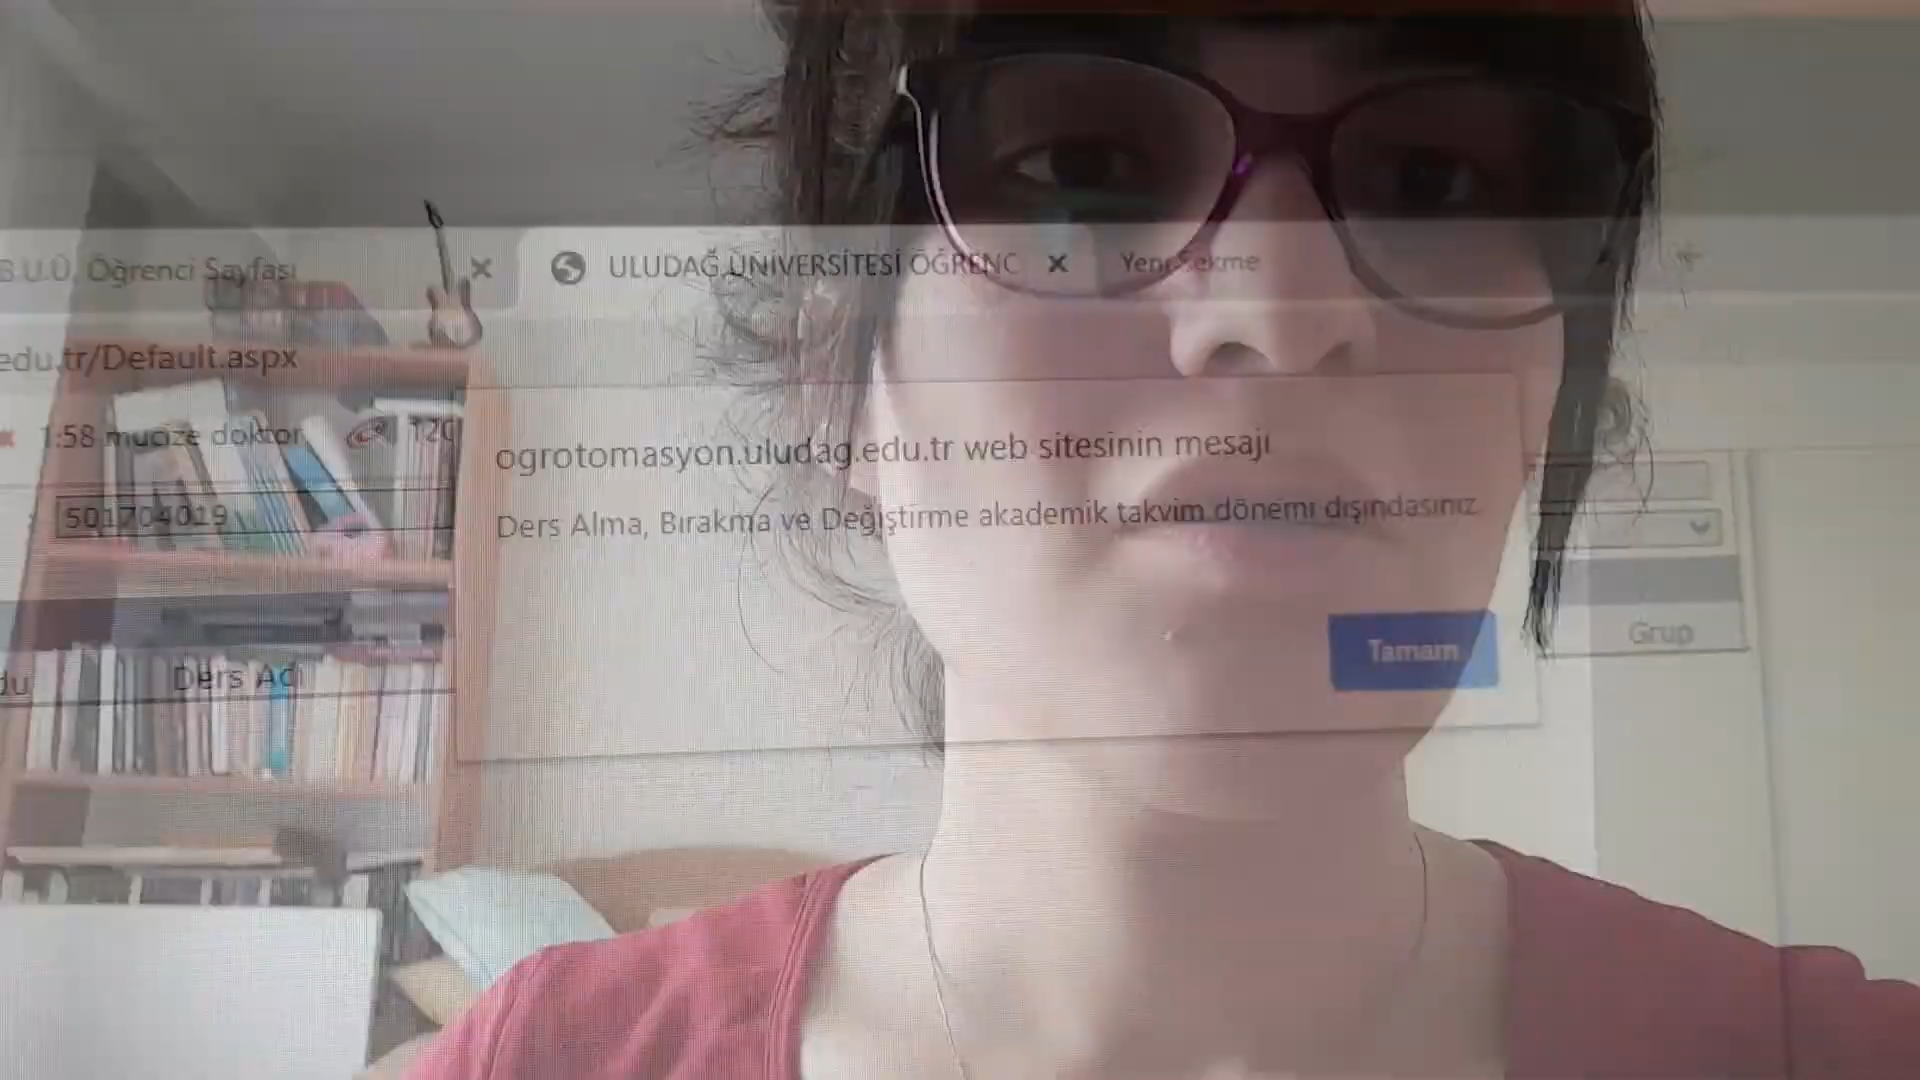 B.U.Ü. Öğrenci Sayfası
ULUDAĞ ÜNİVERSİTESİ ÖĞRENC
Yeni Sekme
edu.tr/Default.aspx
1:58 mucize doktor
120
501704019
ogrotomasyon.uludag.edu.tr web sitesinin mesajı
Ders Alma, Bırakma ve Değiştirme akademik takvim dönemi dışındasınız
Tamam
Grup
du
Ders Adı